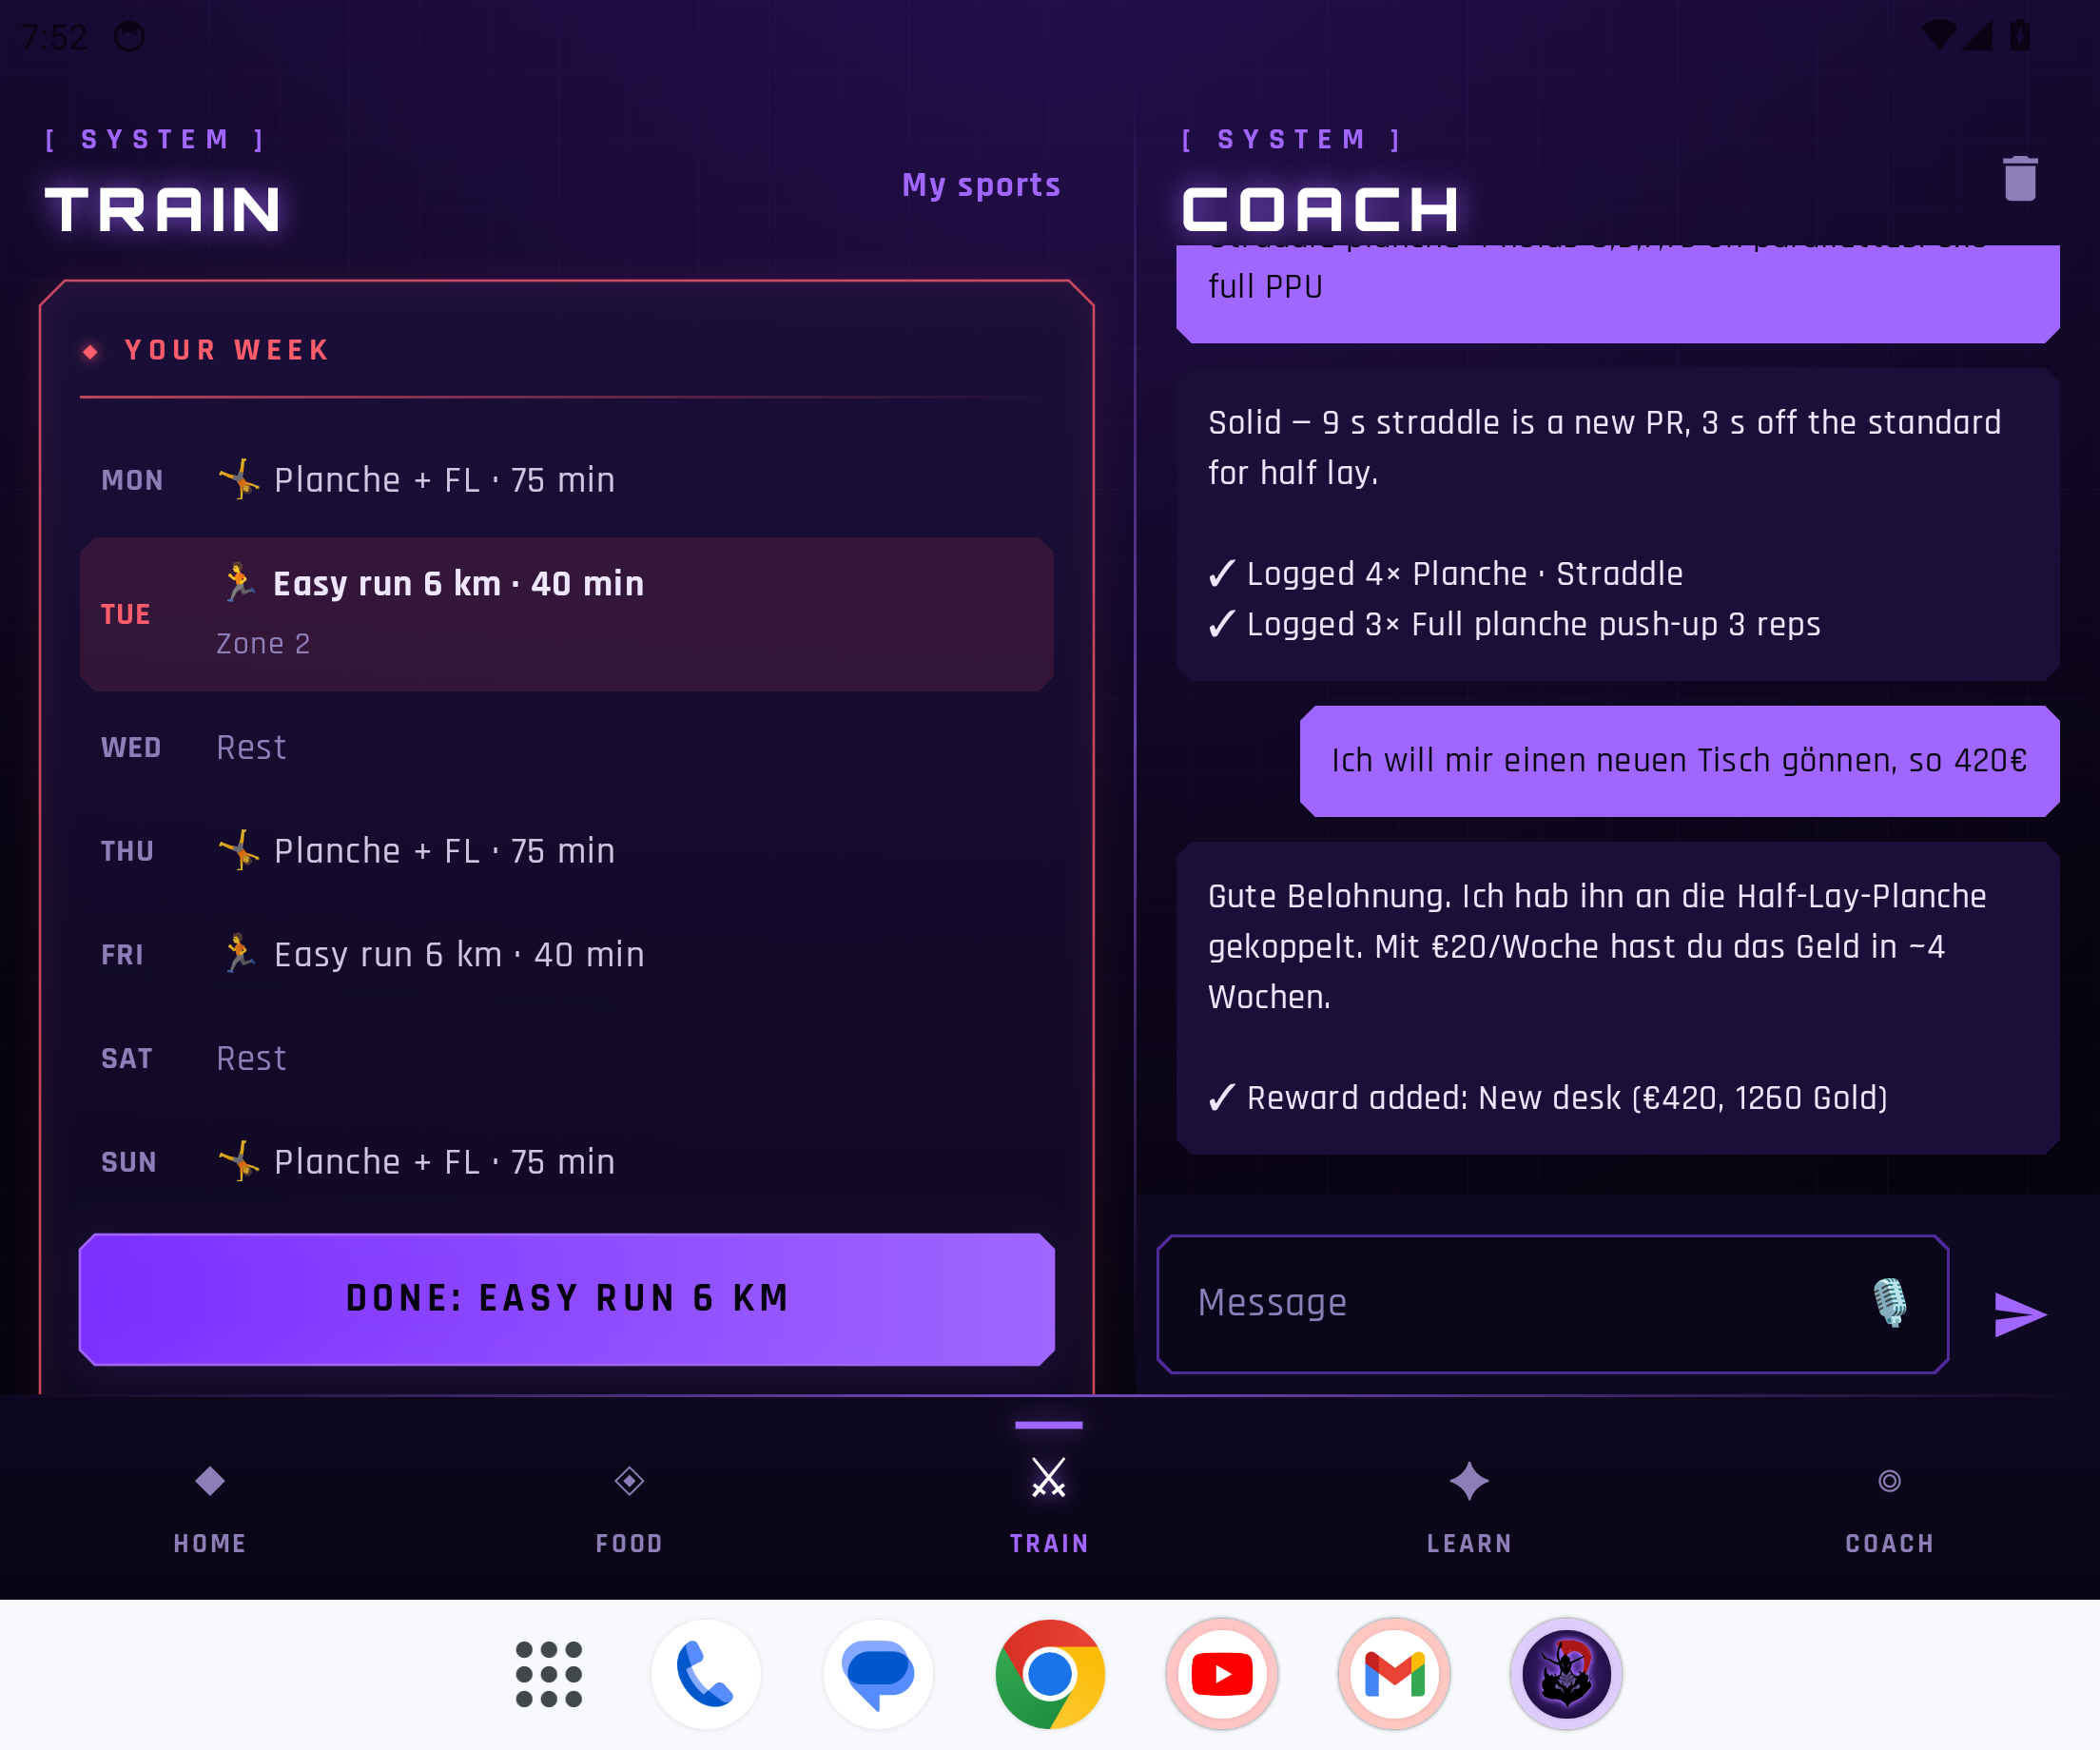 7:52
[ SYSTEM ]
TRAIN
My sports
YOUR WEEK
MON Planche + FL · 75 min
TUE Easy run 6 km · 40 min
Zone 2
WED Rest
THU Planche + FL · 75 min
FRI Easy run 6 km · 40 min
SAT Rest
SUN Planche + FL · 75 min
DONE: EASY RUN 6 KM
[ SYSTEM ]
COACH
full PPU
Solid – 9 s straddle is a new PR, 3 s off the standard
for half lay.
✓ Logged 4× Planche · Straddle
✓ Logged 3× Full planche push-up 3 reps
Ich will mir einen neuen Tisch gönnen, so 420€
Gute Belohnung. Ich hab ihn an die Half-Lay-Planche
gekoppelt. Mit €20/Woche hast du das Geld in ~4
Wochen.
✓ Reward added: New desk (€420, 1260 Gold)
Message
HOME
FOOD
TRAIN
LEARN
COACH